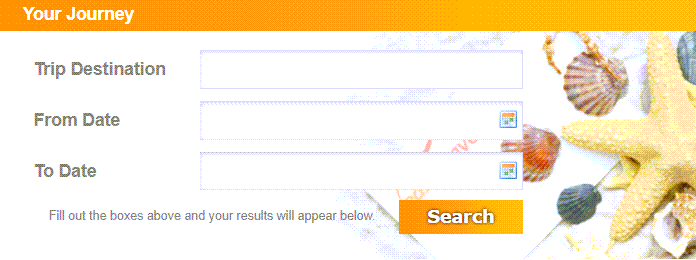 Your Journey
Trip Destination
From Date
To Date
Fill out the boxes above and your results will appear below.
Search